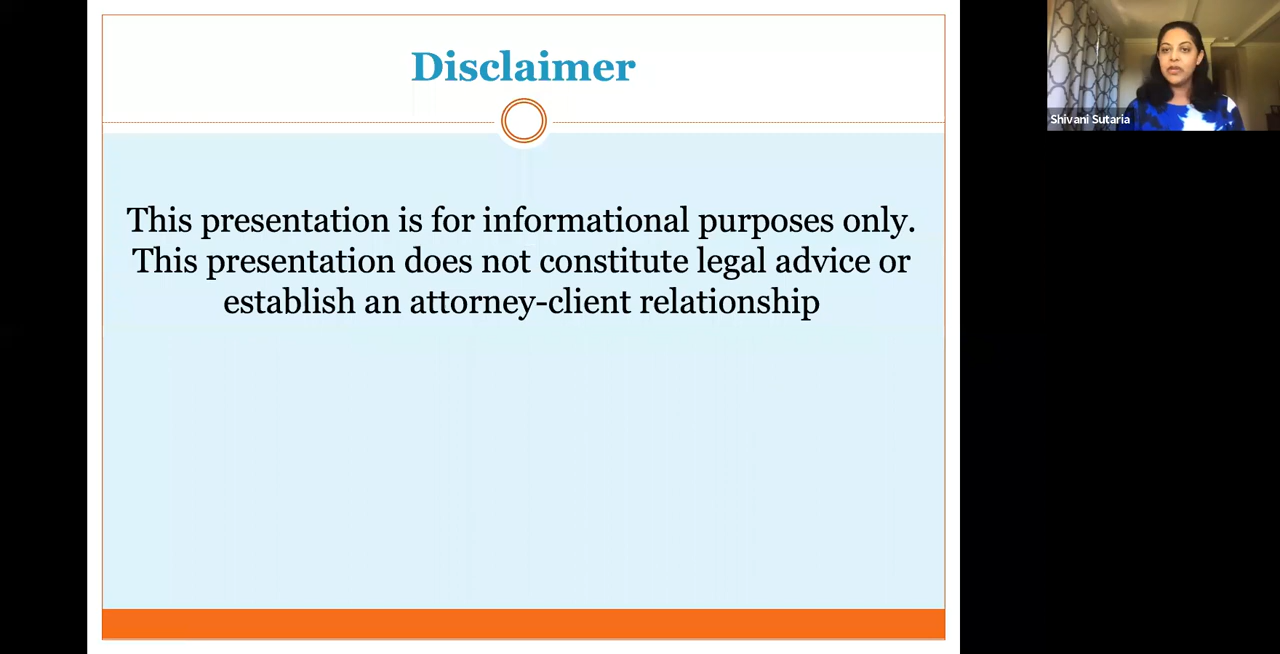 Disclaimer
This presentation is for informational purposes only.
This presentation does not constitute legal advice or
establish an attorney-client relationship
Shivani Sutaria